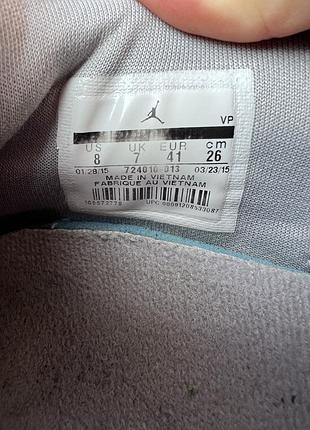 VP
US UK EUR cm
8 7 41 26
01/28/15 724010 013 03/23/15
MADE IN VIETNAM
FABRIQUE AU VIETNAM
UPC